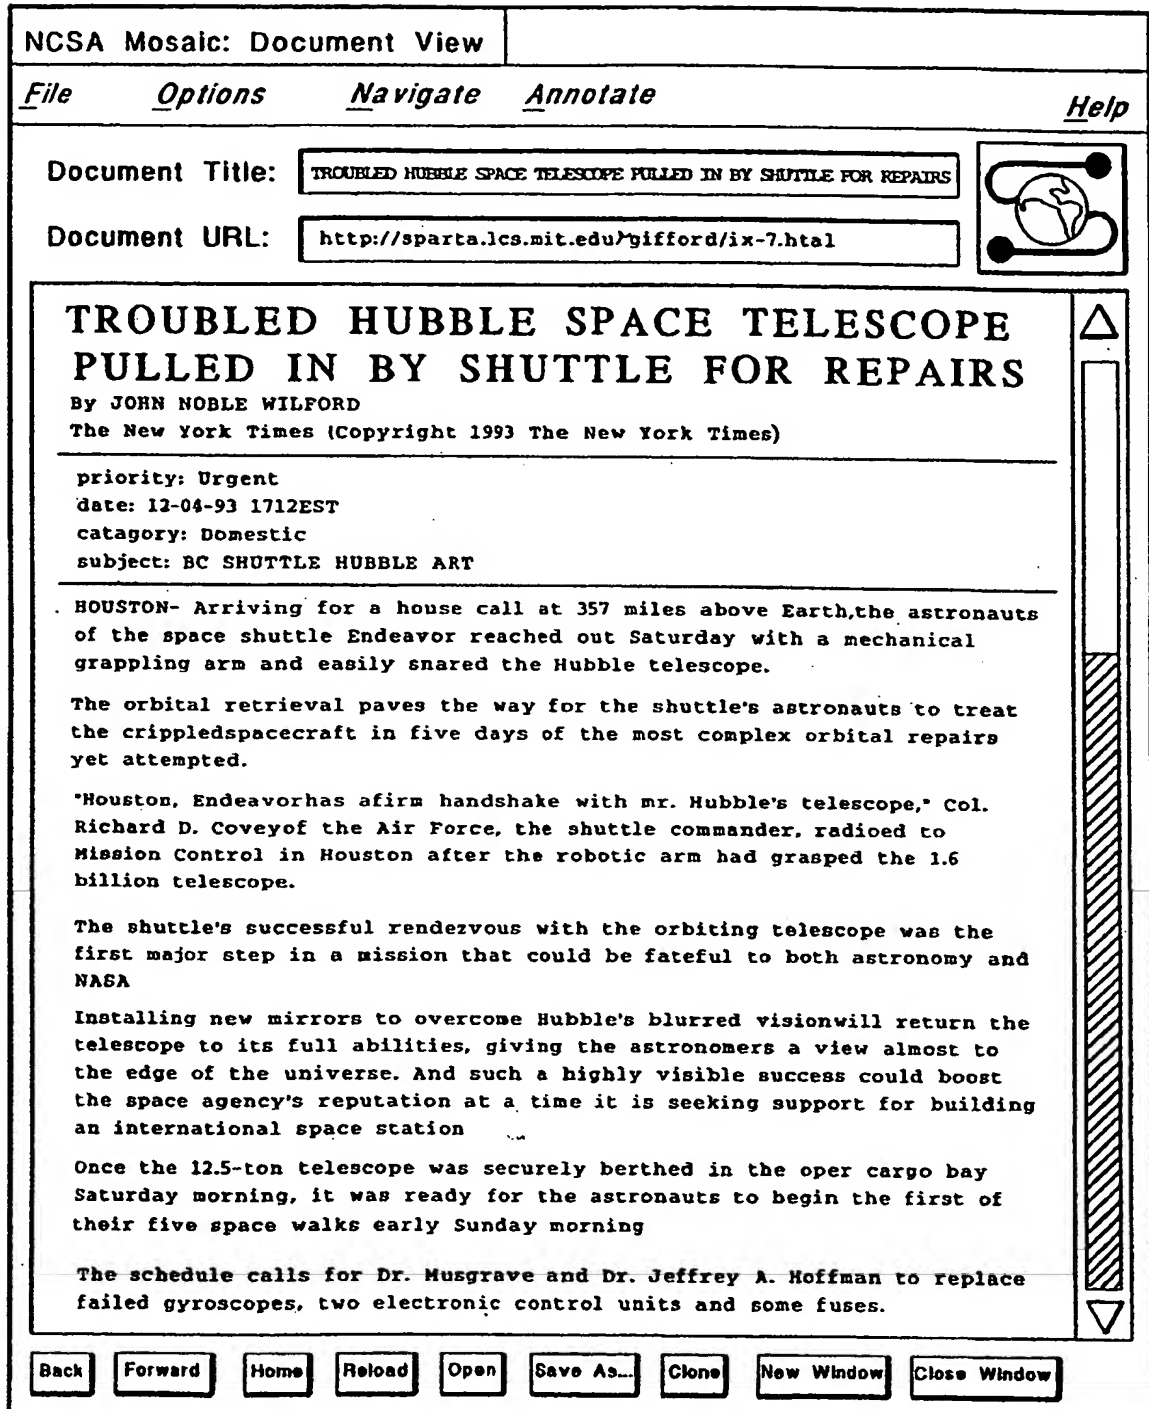 NCSA Mosaic: Document View
File Options Navigate Annotate Help
Document Title: TROUBLED HUBBLE SPACE TELESCOPE PULLED IN BY SHUTTLE FOR REPAIRS
Document URL: http://sparta.lcs.mit.edu/~gifford/ix-7.htal
TROUBLED HUBBLE SPACE TELESCOPE
PULLED IN BY SHUTTLE FOR REPAIRS
By JOHN NOBLE WILFORD
The New York Times (Copyright 1993 The New York Times)
priority: Urgent
date: 12-04-93 1712EST
catagory: Domestic
subject: BC SHUTTLE HUBBLE ART
HOUSTON- Arriving for a house call at 357 miles above Earth,the astronauts
of the space shuttle Endeavor reached out Saturday with a mechanical
grappling arm and easily snared the Hubble telescope.
The orbital retrieval paves the way for the shuttle's astronauts to treat
the crippledspacecraft in five days of the most complex orbital repairs
yet attempted.
"Houston, Endeavorhas afirm handshake with mr. Hubble's telescope," Col.
Richard D. Coveyof the Air Force, the shuttle commander, radioed to
Mission Control in Houston after the robotic arm had grasped the 1.6
billion telescope.
The shuttle's successful rendezvous with the orbiting telescope was the
first major step in a mission that could be fateful to both astronomy and
NASA
Installing new mirrors to overcome Hubble's blurred visionwill return the
telescope to its full abilities, giving the astronomers a view almost to
the edge of the universe. And such a highly visible success could boost
the space agency's reputation at a time it is seeking support for building
an international space station
Once the 12.5-ton telescope was securely berthed in the oper cargo bay
Saturday morning, it was ready for the astronauts to begin the first of
their five space walks early Sunday morning
The schedule calls for Dr. Musgrave and Dr. Jeffrey A. Hoffman to replace
failed gyroscopes, two electronic control units and some fuses.
Back Forward Home Reload Open Save As... Clone New Window Close Window